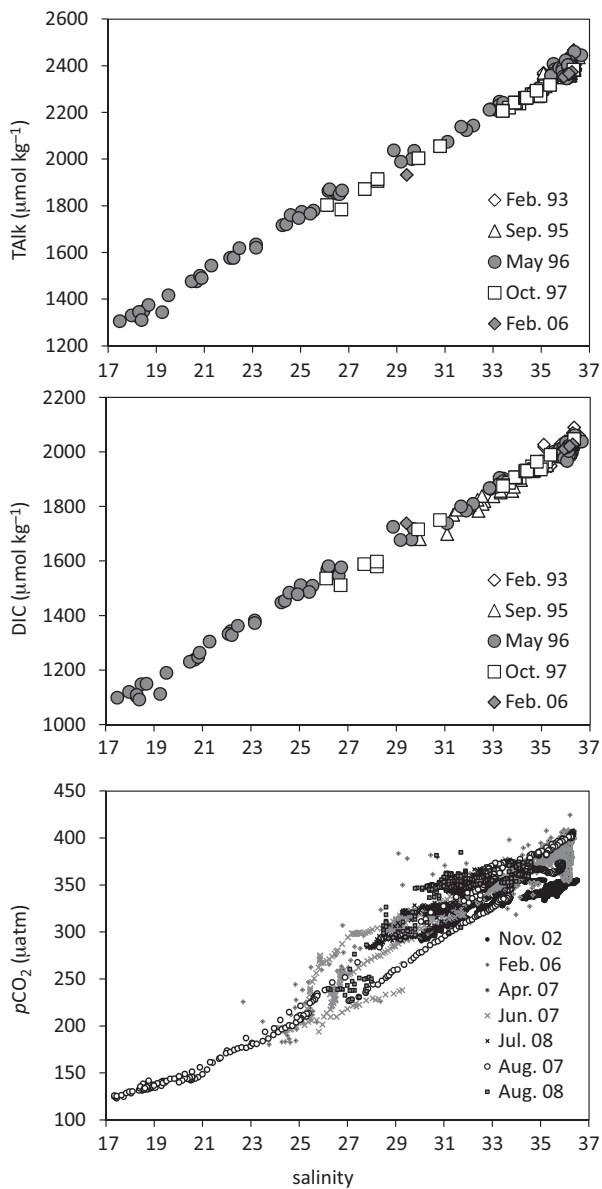 2600
2400
2200
2000
1800
1600
1400
1200
TAlk (μmol kg–1)
Feb. 93
Sep. 95
May 96
Oct. 97
Feb. 06
17 19 21 23 25 27 29 31 33 35 37
2200
2000
1800
1600
1400
1200
1000
DIC (μmol kg–1)
Feb. 93
Sep. 95
May 96
Oct. 97
Feb. 06
17 19 21 23 25 27 29 31 33 35 37
450
400
350
300
250
200
150
100
pCO2 (μatm)
Nov. 02
Feb. 06
Apr. 07
Jun. 07
Jul. 08
Aug. 07
Aug. 08
17 19 21 23 25 27 29 31 33 35 37
salinity